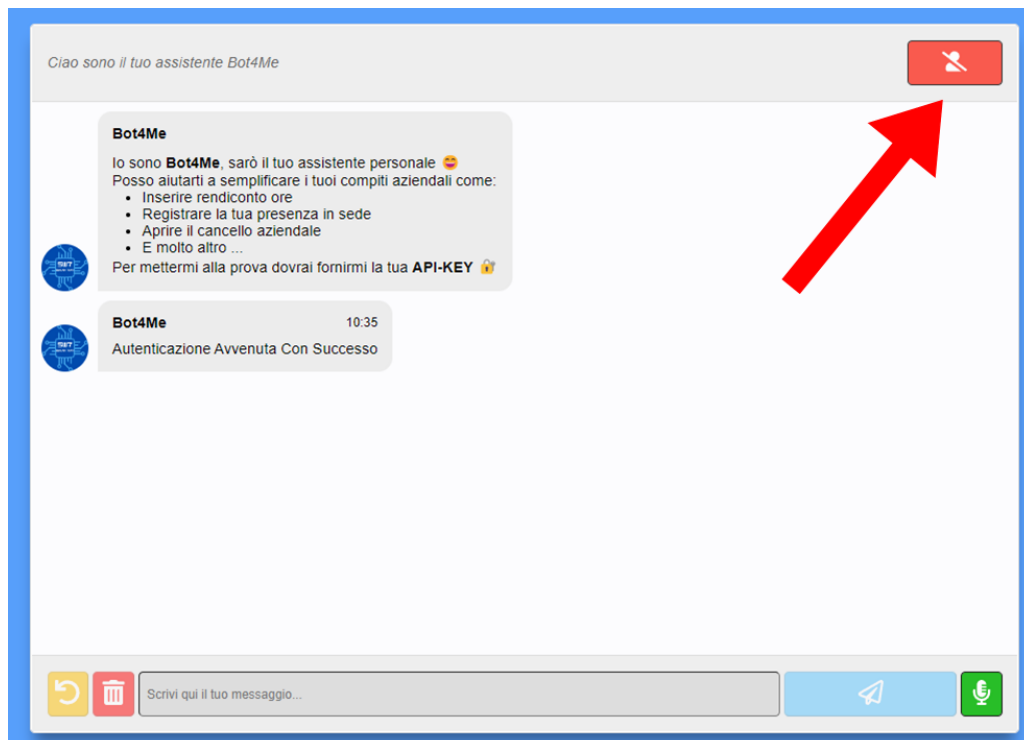 Ciao sono il tuo assistente Bot4Me
Bot4Me
Io sono Bot4Me, sarò il tuo assistente personale 😄
Posso aiutarti a semplificare i tuoi compiti aziendali come:
• Inserire rendiconto ore
• Registrare la tua presenza in sede
• Aprire il cancello aziendale
• E molto altro ...
Per mettermi alla prova dovrai fornirmi la tua API-KEY 🔐
Bot4Me 10:35
Autenticazione Avvenuta Con Successo
Scrivi qui il tuo messaggio...